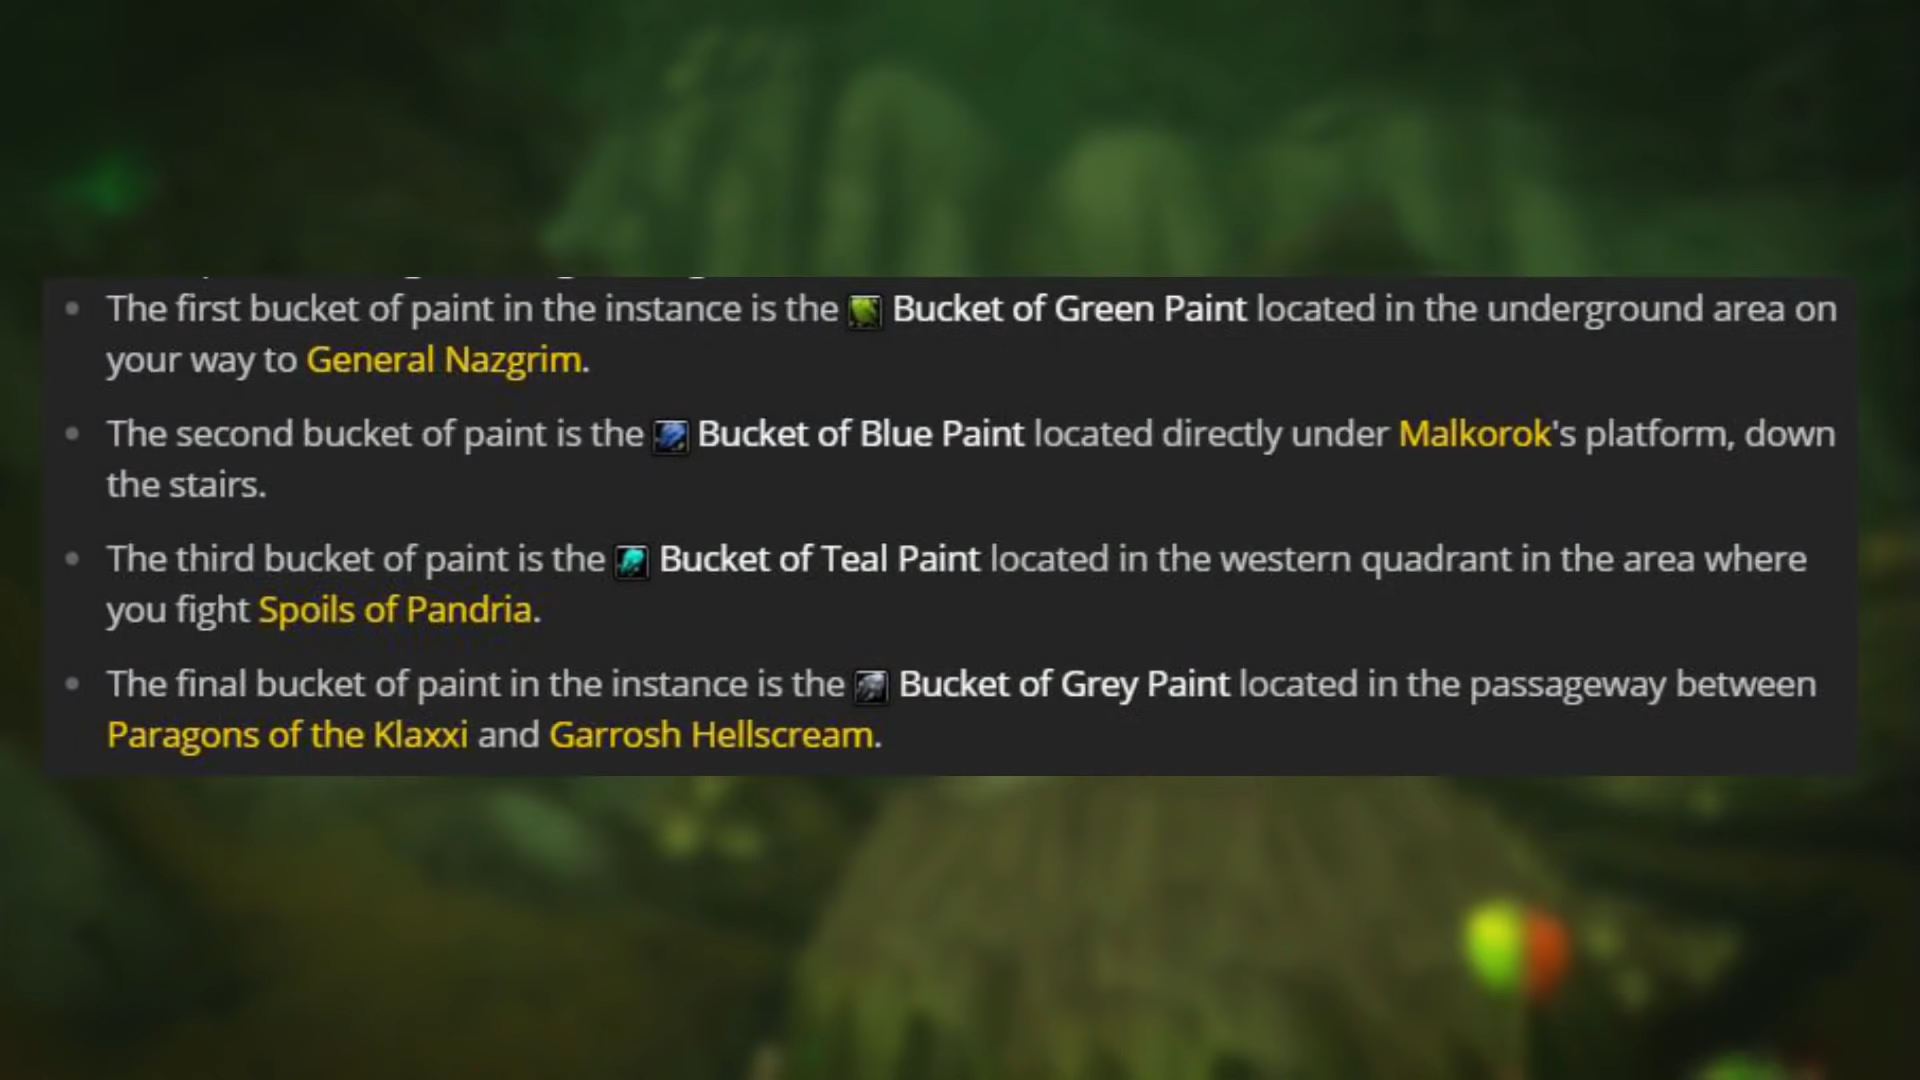 The first bucket of paint in the instance is the Bucket of Green Paint located in the underground area on
your way to General Nazgrim.
The second bucket of paint is the Bucket of Blue Paint located directly under Malkorok's platform, down
the stairs.
The third bucket of paint is the Bucket of Teal Paint located in the western quadrant in the area where
you fight Spoils of Pandria.
The final bucket of paint in the instance is the Bucket of Grey Paint located in the passageway between
Paragons of the Klaxxi and Garrosh Hellscream.